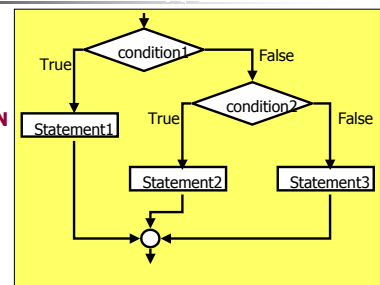 condition1
True
False
condition2
N
True
False
Statement1
Statement2
Statement3